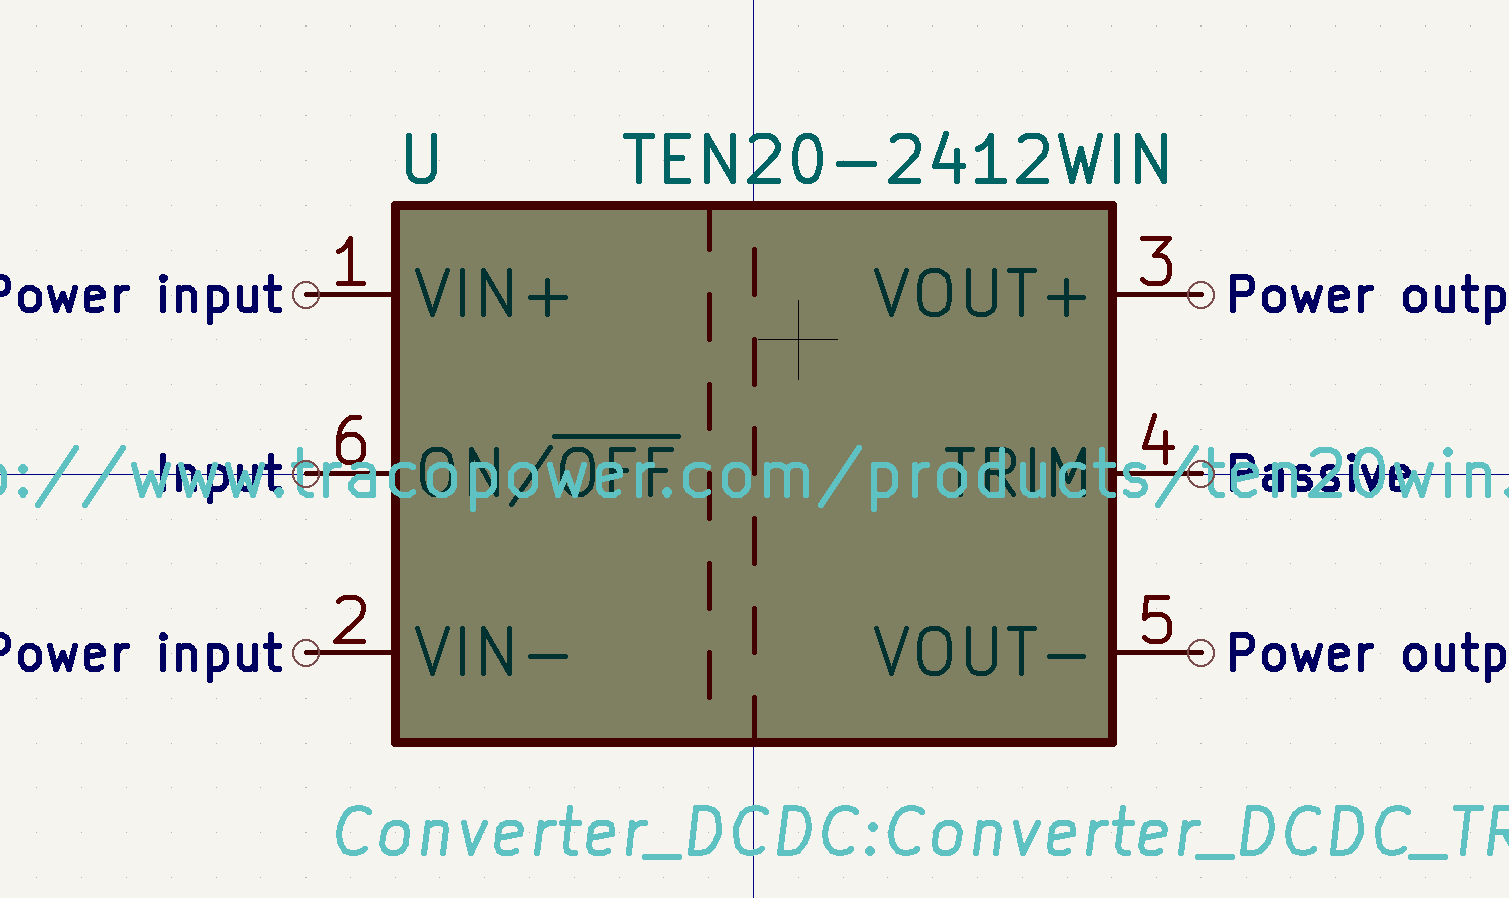 U TEN20-2412WIN
1 3
Power input VIN+ VOUT+ Power outp
6 4
Input ON/OFF TRIM Passive
p://www.tracopower.com/products/ten20win.
2 5
Power input VIN- VOUT- Power outp
Converter_DCDC:Converter_DCDC_TR